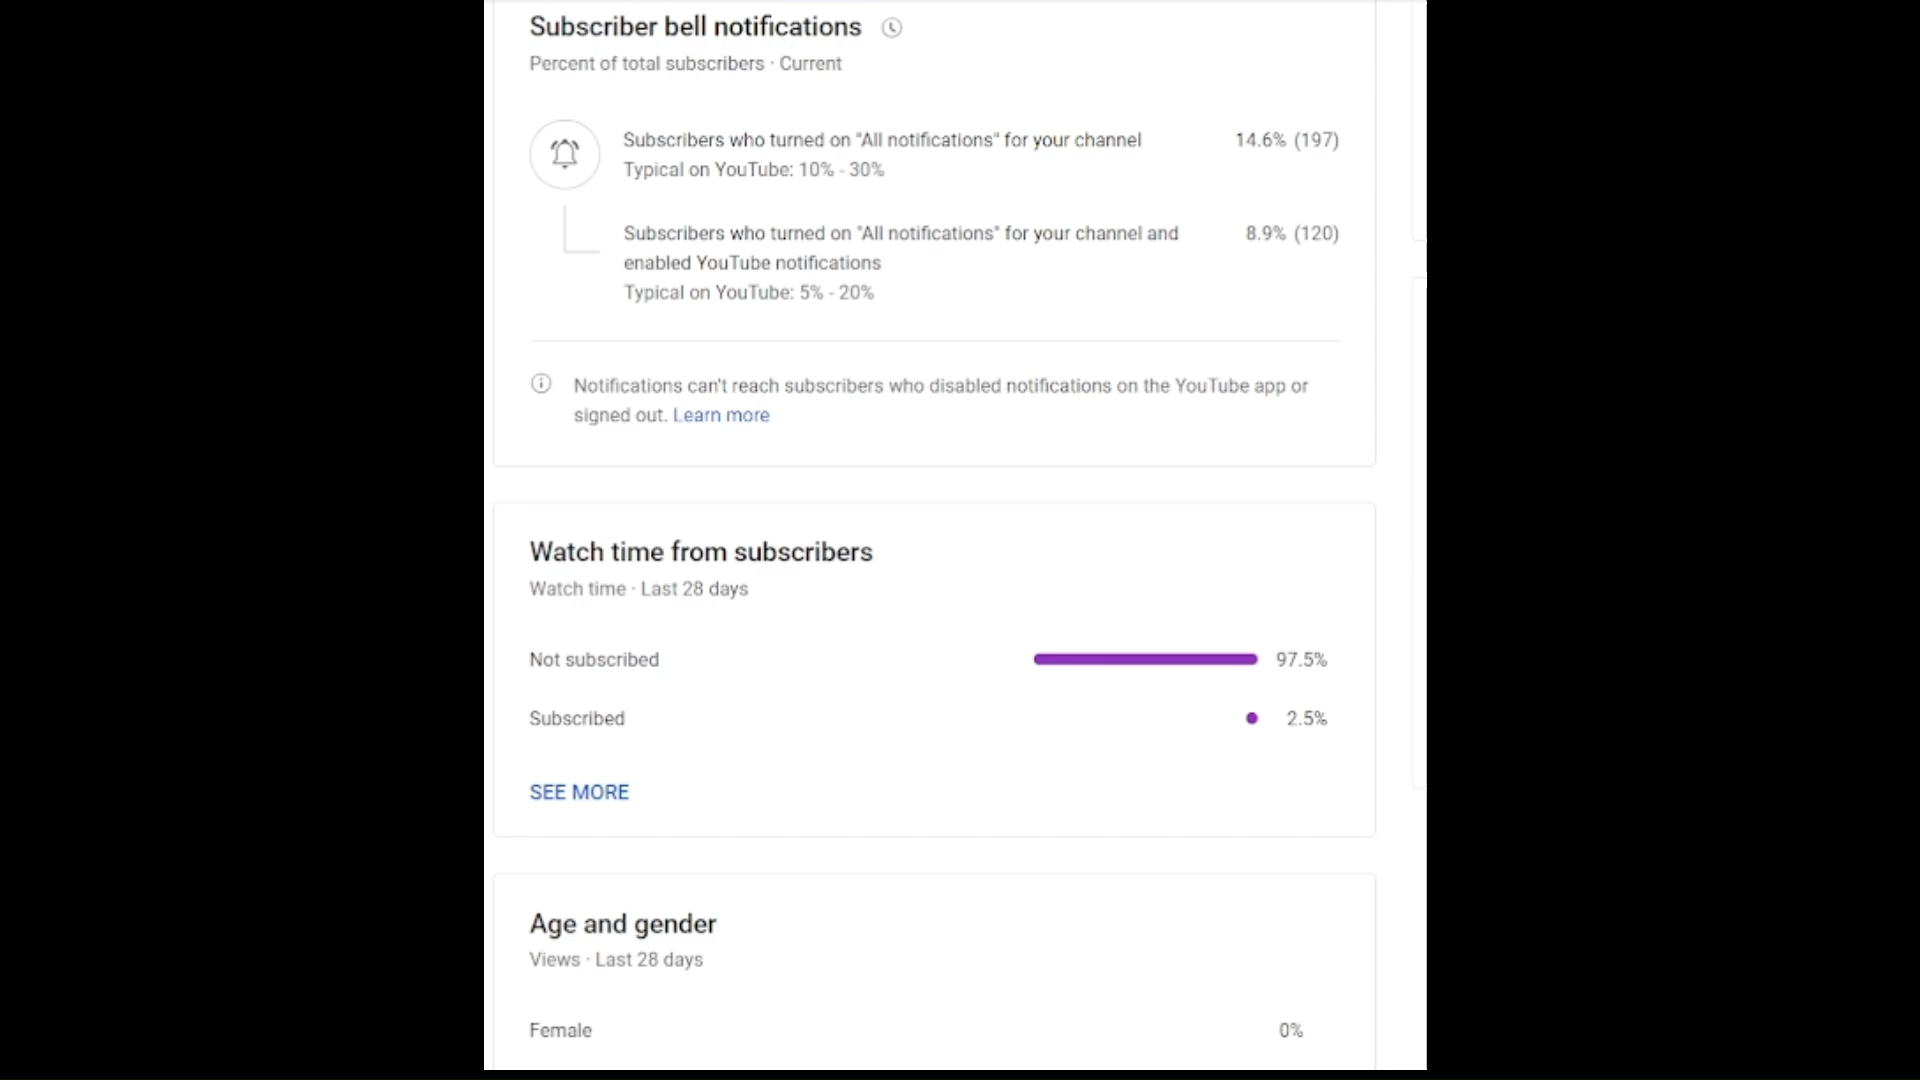 Subscriber bell notifications
Percent of total subscribers · Current
Subscribers who turned on "All notifications" for your channel 14.6% (197)
Typical on YouTube: 10% - 30%
Subscribers who turned on "All notifications" for your channel and 8.9% (120)
enabled YouTube notifications
Typical on YouTube: 5% - 20%
Notifications can't reach subscribers who disabled notifications on the YouTube app or
signed out. Learn more
Watch time from subscribers
Watch time · Last 28 days
Not subscribed 97.5%
Subscribed 2.5%
SEE MORE
Age and gender
Views · Last 28 days
Female 0%